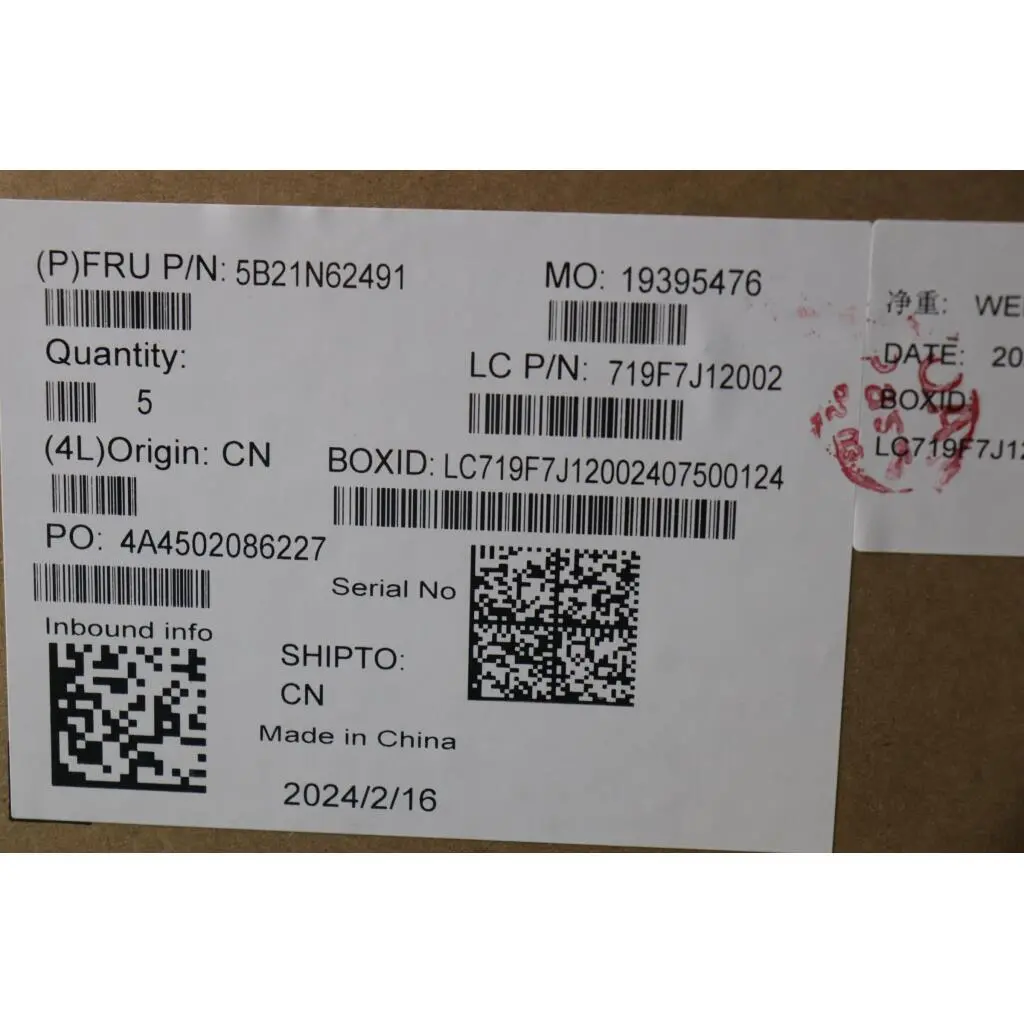 (P)FRU P/N: 5B21N62491
MO: 19395476
Quantity:
5
LC P/N: 719F7J12002
(4L)Origin: CN
BOXID: LC719F7J12002407500124
PO: 4A4502086227
Serial No
Inbound info
SHIPTO:
CN
Made in China
2024/2/16
净重: WEI
DATE: 20
BOXID:
LC719F7J12